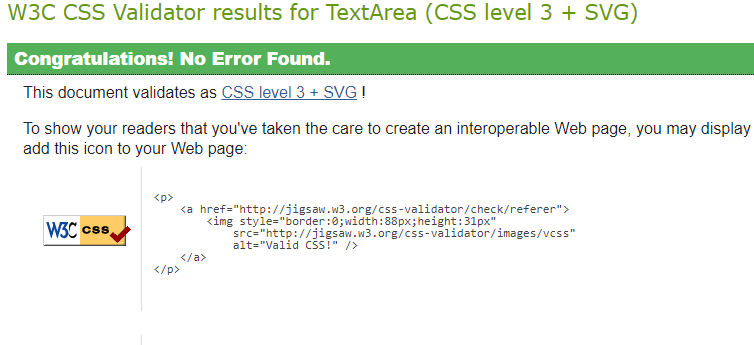 W3C CSS Validator results for TextArea (CSS level 3 + SVG)
Congratulations! No Error Found.
This document validates as CSS level 3 + SVG !
To show your readers that you've taken the care to create an interoperable Web page, you may display
add this icon to your Web page:
W3C css
<p>
<a href="http://jigsaw.w3.org/css-validator/check/referer">
<img style="border:0;width:88px;height:31px"
src="http://jigsaw.w3.org/css-validator/images/vcss"
alt="Valid CSS!" />
</a>
</p>